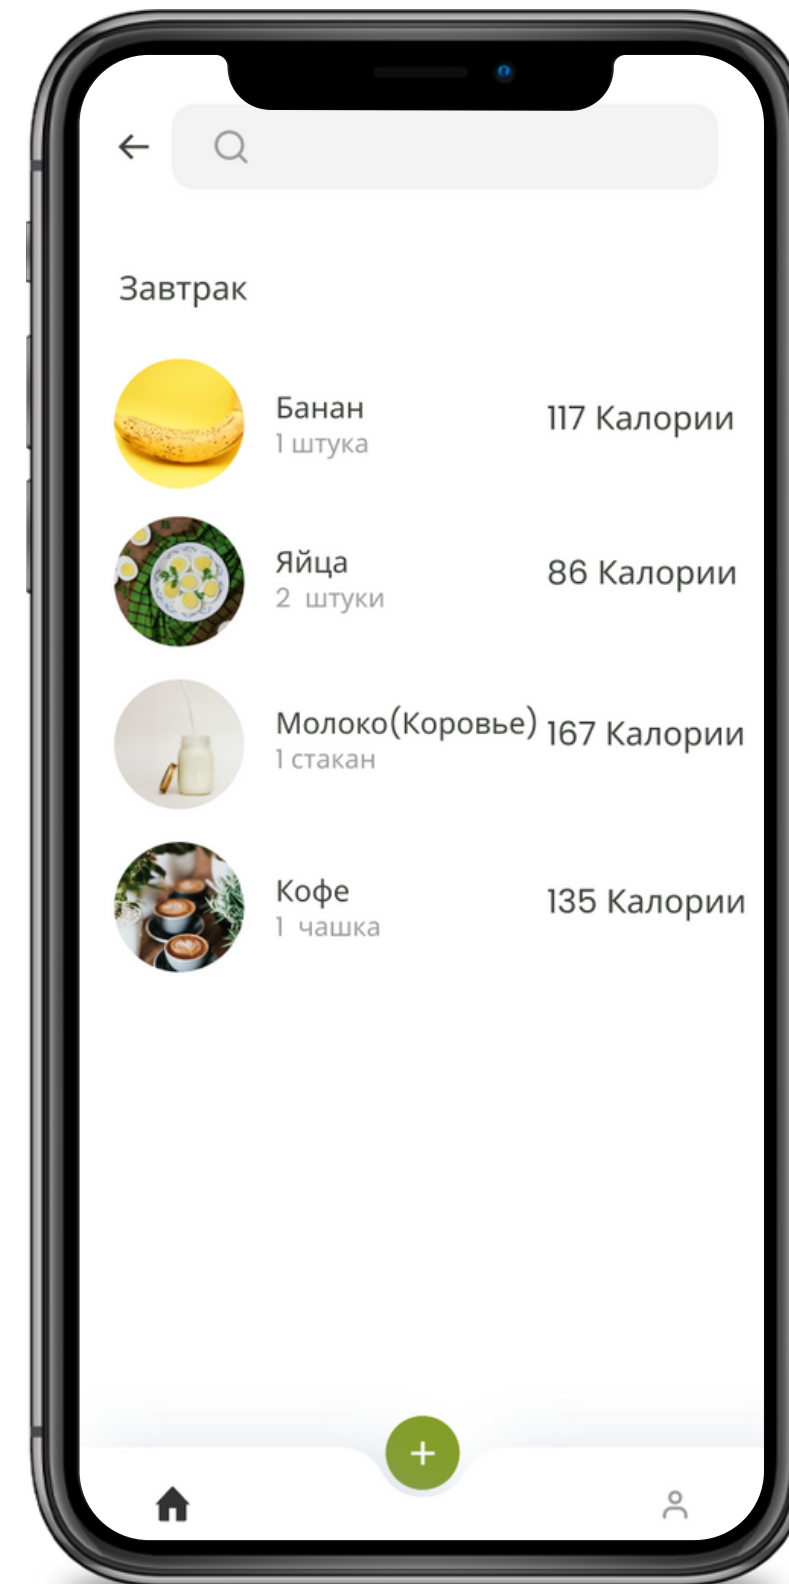 Завтрак
Банан
1 штука
117 Калории
Яйца
2 штуки
86 Калории
Молоко(Коровье)
1 стакан
167 Калории
Кофе
1 чашка
135 Калории